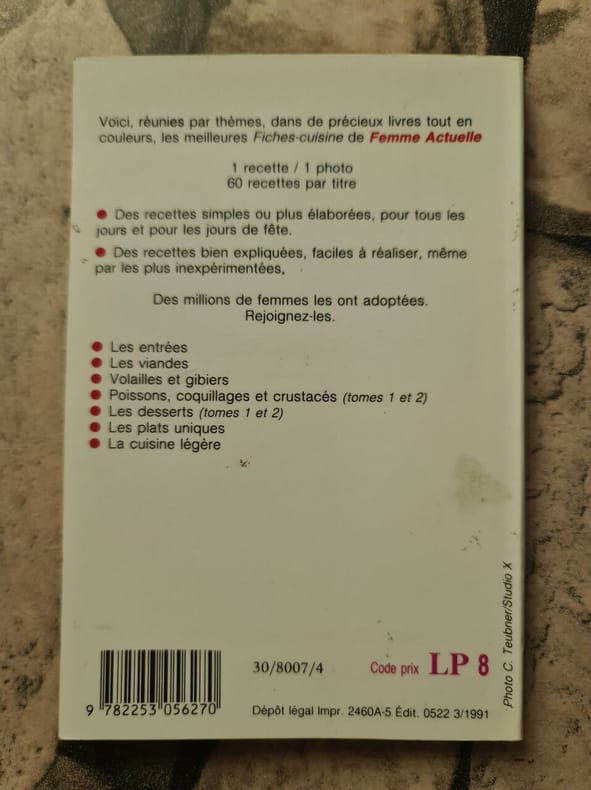 Voici, réunies par thèmes, dans de précieux livres tout en
couleurs, les meilleures Fiches-cuisine de Femme Actuelle
1 recette / 1 photo
60 recettes par titre
● Des recettes simples ou plus élaborées, pour tous les
jours et pour les jours de fête.
● Des recettes bien expliquées, faciles à réaliser, même
par les plus inexpérimentées.
Des millions de femmes les ont adoptées.
Rejoignez-les.
● Les entrées
● Les viandes
● Volailles et gibiers
● Poissons, coquillages et crustacés (tomes 1 et 2)
● Les desserts (tomes 1 et 2)
● Les plats uniques
● La cuisine légère
Photo C. Teubner/Studio X
30/8007/4
Code prix LP 8
9 782253 056270
Dépôt légal Impr. 2460A-5 Édit. 0522 3/1991